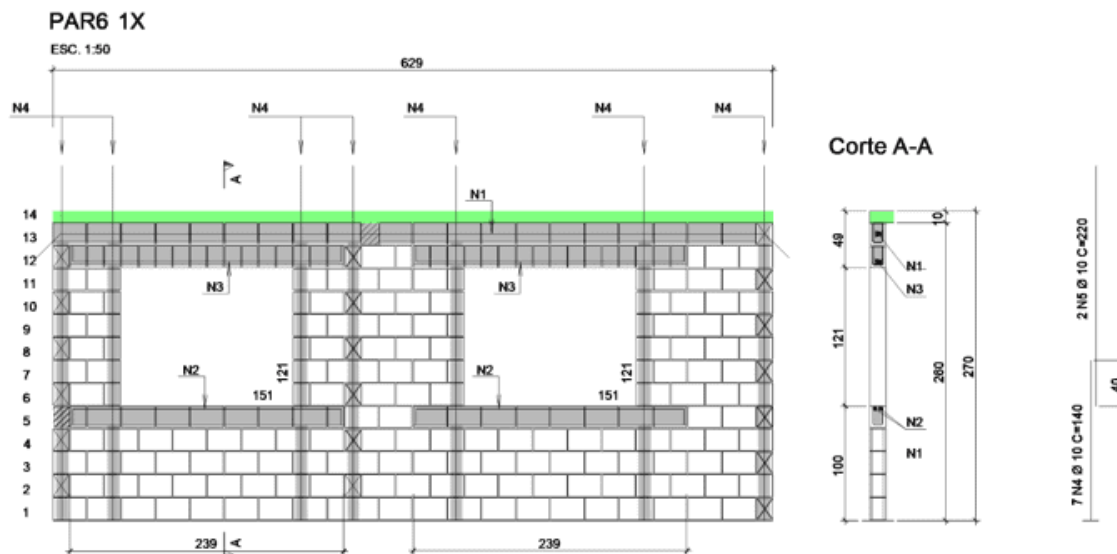 PAR6 1X
ESC. 1:50
629
N4 N4 N4 N4 N4
A
N1
14
13
12
11
10
9
8
7
6
5
4
3
2
1
N3 N3
N2 N2
121 121
151 151
239 239
A
Corte A-A
49
121
100
10
260
270
N1
N3
N2
N1
2 N5 Ø 10 C=220
40
7 N4 Ø 10 C=140